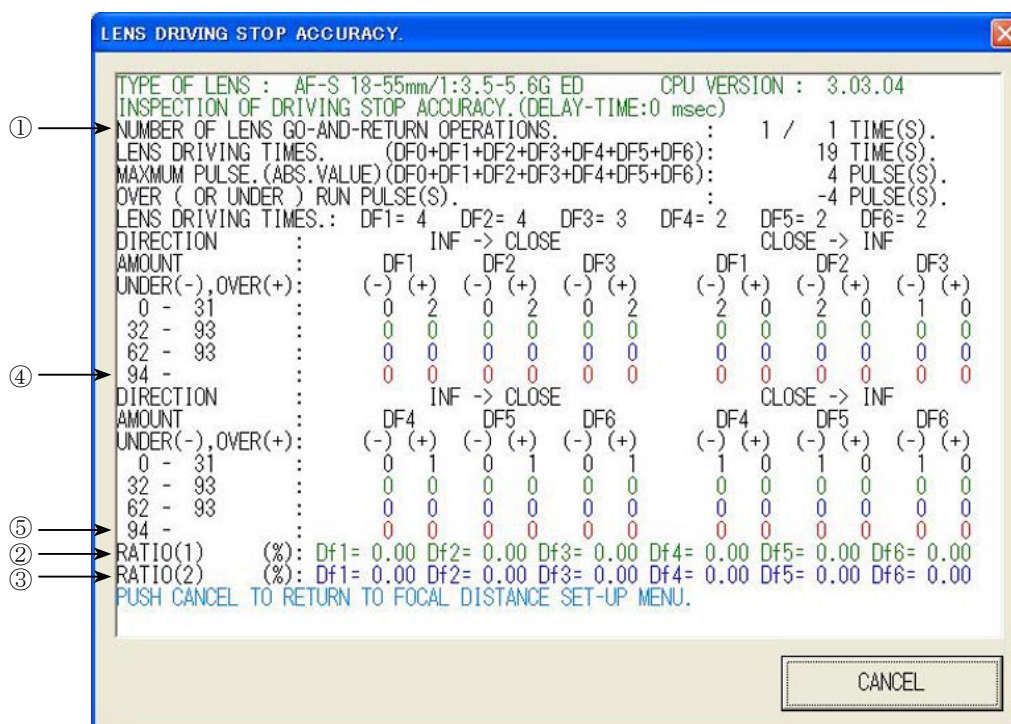 LENS DRIVING STOP ACCURACY.
TYPE OF LENS : AF-S 18-55mm/1:3.5-5.6G ED CPU VERSION : 3.03.04
INSPECTION OF DRIVING STOP ACCURACY.(DELAY-TIME:0 msec)
① NUMBER OF LENS GO-AND-RETURN OPERATIONS. : 1 / 1 TIME(S).
LENS DRIVING TIMES. (DF0+DF1+DF2+DF3+DF4+DF5+DF6): 19 TIME(S).
MAXMUM PULSE.(ABS.VALUE)(DF0+DF1+DF2+DF3+DF4+DF5+DF6): 4 PULSE(S).
OVER ( OR UNDER ) RUN PULSE(S). : -4 PULSE(S).
LENS DRIVING TIMES.: DF1= 4 DF2= 4 DF3= 3 DF4= 2 DF5= 2 DF6= 2
DIRECTION : INF -> CLOSE CLOSE -> INF
AMOUNT : DF1 DF2 DF3 DF1 DF2 DF3
UNDER(-),OVER(+): (-) (+) (-) (+) (-) (+) (-) (+) (-) (+) (-) (+)
0 - 31 : 0 2 0 2 0 2 2 0 2 0 1 0
32 - 93 : 0 0 0 0 0 0 0 0 0 0 0 0
62 - 93 : 0 0 0 0 0 0 0 0 0 0 0 0
④ 94 - : 0 0 0 0 0 0 0 0 0 0 0 0
DIRECTION : INF -> CLOSE CLOSE -> INF
AMOUNT : DF4 DF5 DF6 DF4 DF5 DF6
UNDER(-),OVER(+): (-) (+) (-) (+) (-) (+) (-) (+) (-) (+) (-) (+)
0 - 31 : 0 1 0 1 0 1 1 0 1 0 1 0
32 - 93 : 0 0 0 0 0 0 0 0 0 0 0 0
62 - 93 : 0 0 0 0 0 0 0 0 0 0 0 0
⑤ 94 - : 0 0 0 0 0 0 0 0 0 0 0 0
② RATIO(1) (%): Df1= 0.00 Df2= 0.00 Df3= 0.00 Df4= 0.00 Df5= 0.00 Df6= 0.00
③ RATIO(2) (%): Df1= 0.00 Df2= 0.00 Df3= 0.00 Df4= 0.00 Df5= 0.00 Df6= 0.00
PUSH CANCEL TO RETURN TO FOCAL DISTANCE SET-UP MENU.
CANCEL